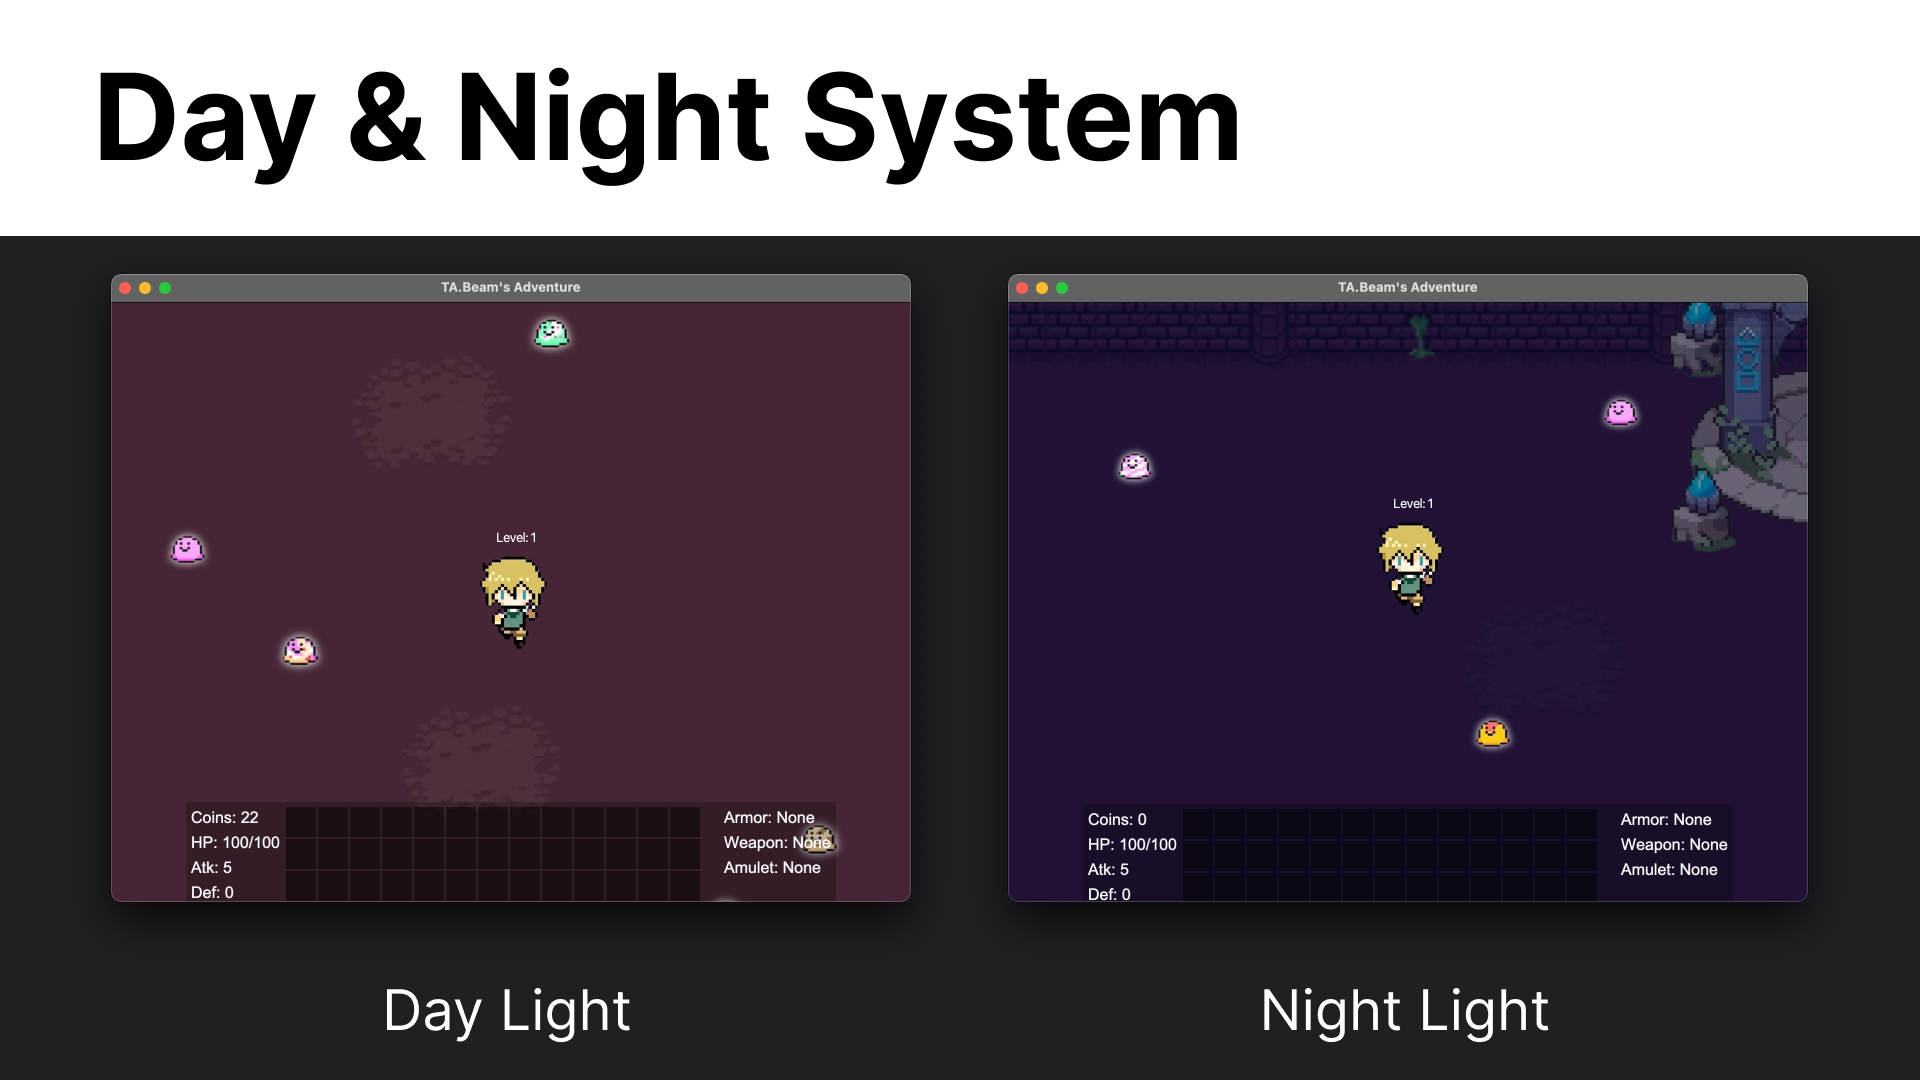 Day & Night System
TA.Beam's Adventure
Level: 1
Coins: 22
HP: 100/100
Atk: 5
Def: 0
Armor: None
Weapon: None
Amulet: None
Day Light
TA.Beam's Adventure
Level: 1
Coins: 0
HP: 100/100
Atk: 5
Def: 0
Armor: None
Weapon: None
Amulet: None
Night Light